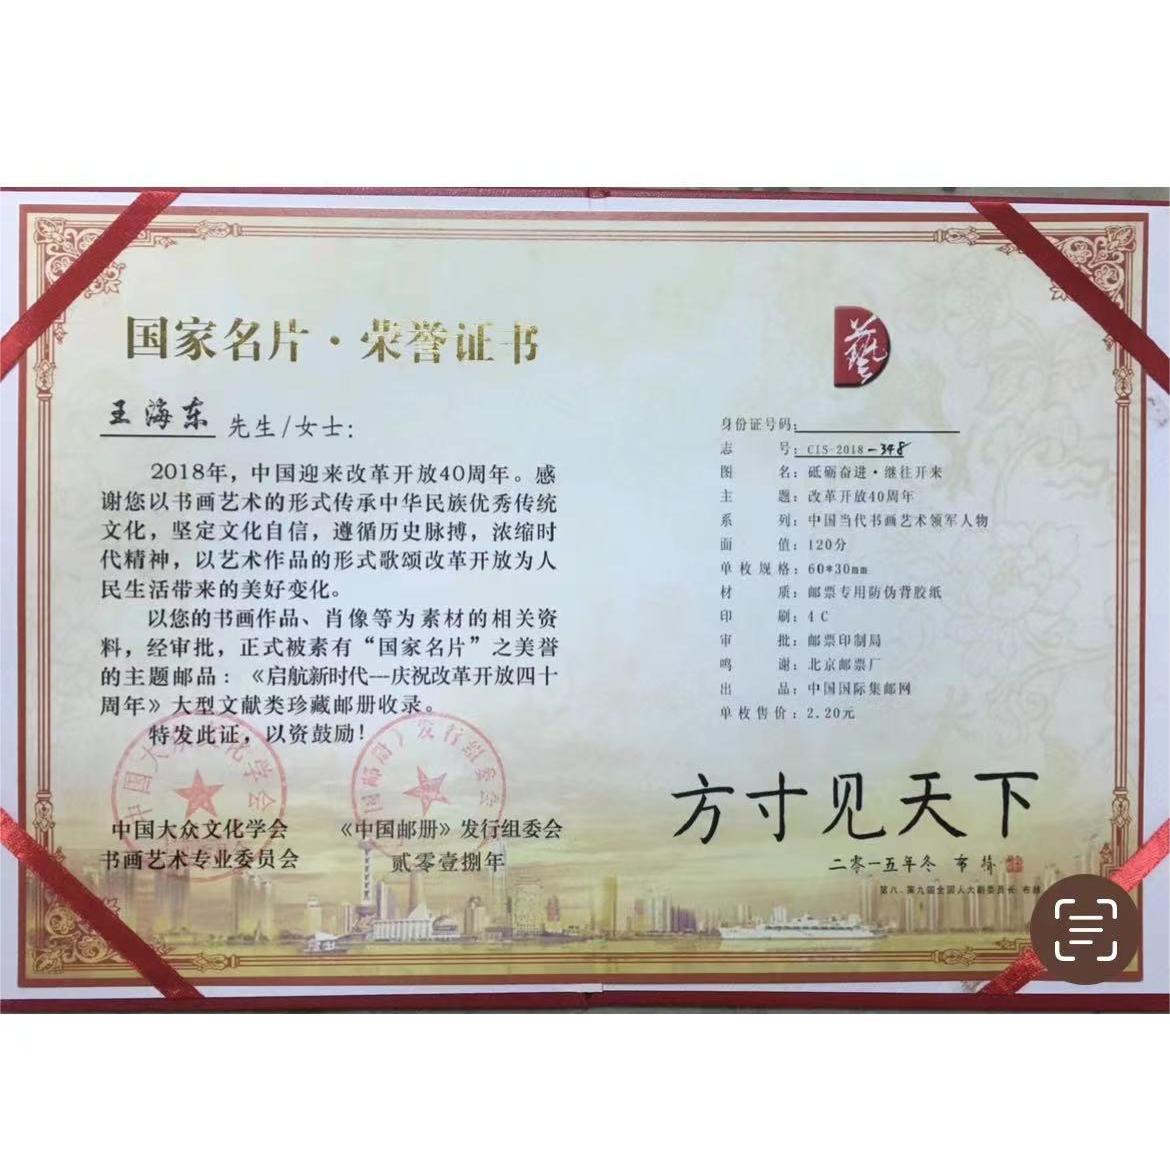 国家名片·荣誉证书
王海东 先生/女士：
2018年，中国迎来改革开放40周年。感
谢您以书画艺术的形式传承中华民族优秀传统
文化，坚定文化自信，遵循历史脉搏，浓缩时
代精神，以艺术作品的形式歌颂改革开放为人
民生活带来的美好变化。
以您的书画作品、肖像等为素材的相关资
料，经审批，正式被素有“国家名片”之美誉
的主题邮品：《启航新时代---庆祝改革开放四十
周年》大型文献类珍藏邮册收录。
特发此证，以资鼓励！
中国大众文化学会
书画艺术专业委员会
《中国邮册》发行组委会
贰零壹捌年
藝
身份证号码：
志 号：CIS-2018-348
图 名：砥砺奋进·继往开来
主 题：改革开放40周年
系 列：中国当代书画艺术领军人物
面 值：120分
单枚规格：60*30mm
材 质：邮票专用防伪背胶纸
印 刷：4C
审 批：邮票印制局
鸣 谢：北京邮票厂
出 品：中国国际集邮网
单枚售价：2.20元
方寸见天下
二零一五年冬 布赫
第八、第九届全国人大副委员长 布赫